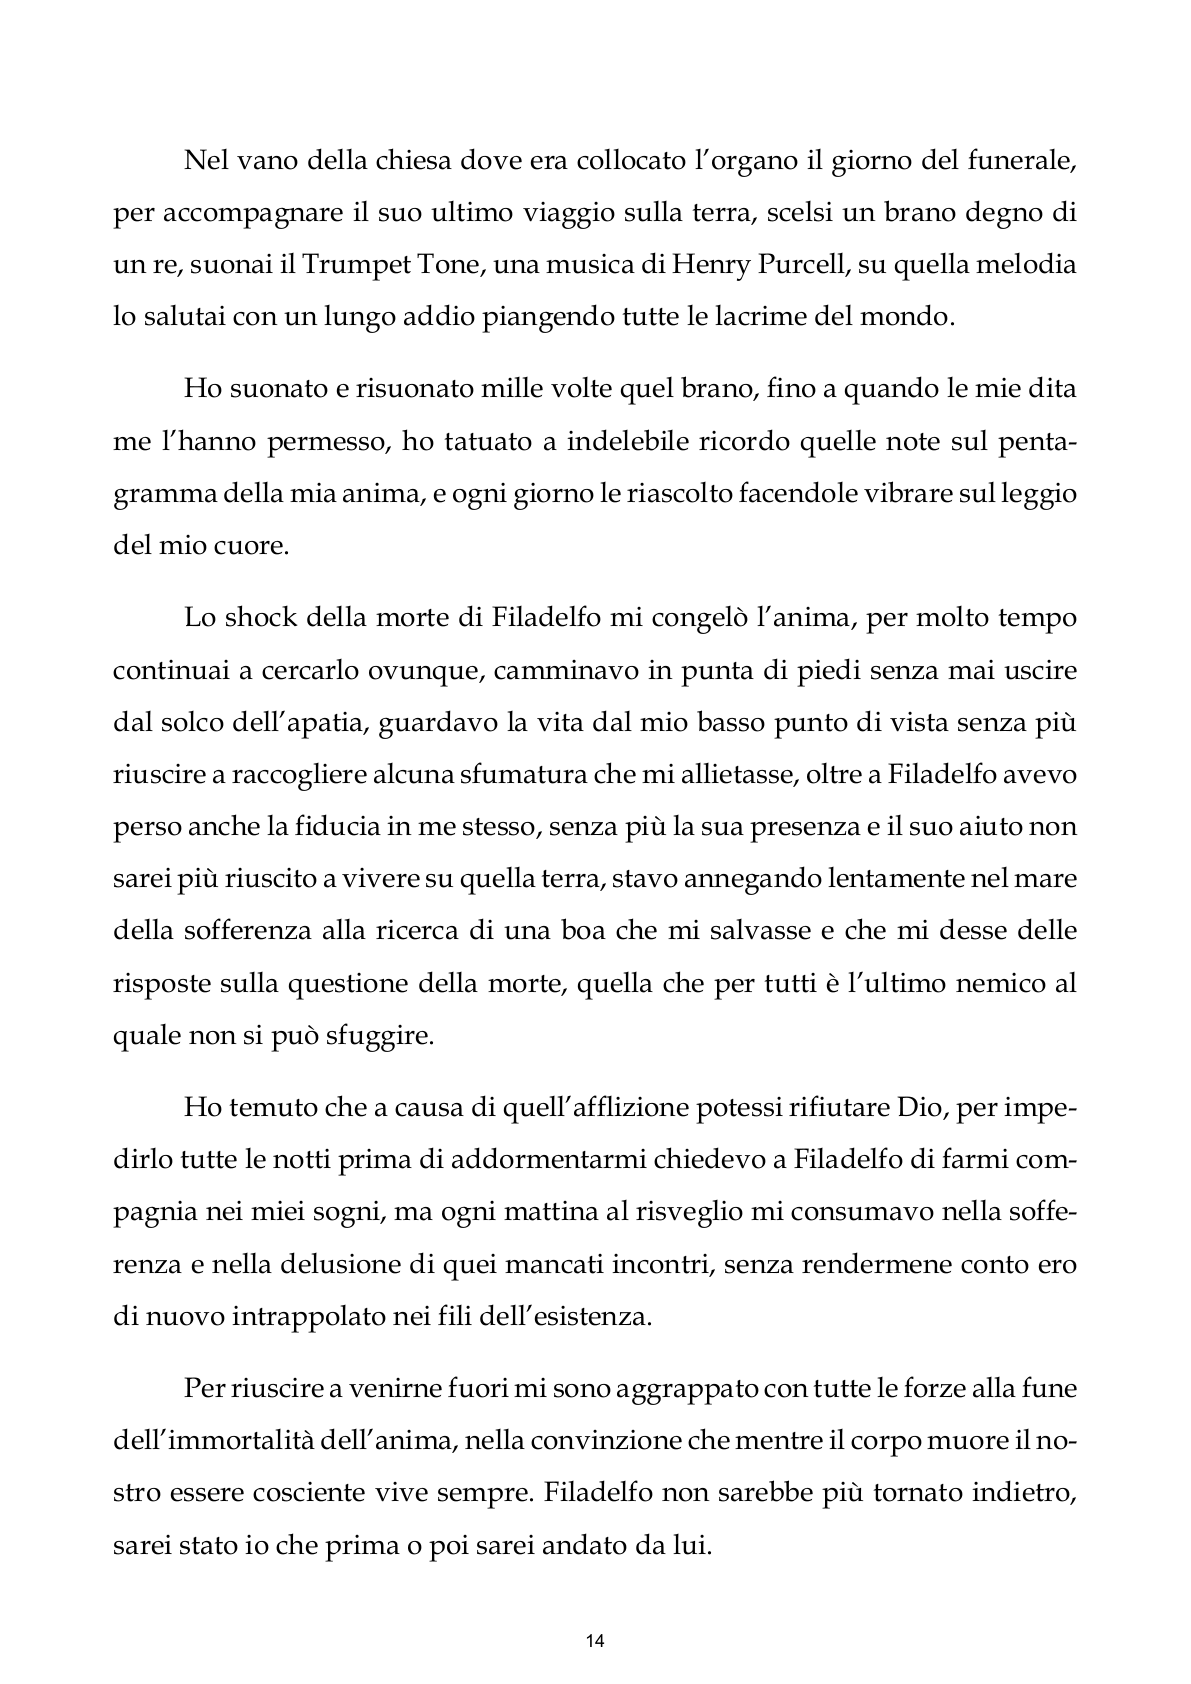 Nel vano della chiesa dove era collocato l’organo il giorno del funerale,
per accompagnare il suo ultimo viaggio sulla terra, scelsi un brano degno di
un re, suonai il Trumpet Tone, una musica di Henry Purcell, su quella melodia
lo salutai con un lungo addio piangendo tutte le lacrime del mondo.
Ho suonato e risuonato mille volte quel brano, fino a quando le mie dita
me l’hanno permesso, ho tatuato a indelebile ricordo quelle note sul penta-
gramma della mia anima, e ogni giorno le riascolto facendole vibrare sul leggio
del mio cuore.
Lo shock della morte di Filadelfo mi congelò l’anima, per molto tempo
continuai a cercarlo ovunque, camminavo in punta di piedi senza mai uscire
dal solco dell’apatia, guardavo la vita dal mio basso punto di vista senza più
riuscire a raccogliere alcuna sfumatura che mi allietasse, oltre a Filadelfo avevo
perso anche la fiducia in me stesso, senza più la sua presenza e il suo aiuto non
sarei più riuscito a vivere su quella terra, stavo annegando lentamente nel mare
della sofferenza alla ricerca di una boa che mi salvasse e che mi desse delle
risposte sulla questione della morte, quella che per tutti è l’ultimo nemico al
quale non si può sfuggire.
Ho temuto che a causa di quell’afflizione potessi rifiutare Dio, per impe-
dirlo tutte le notti prima di addormentarmi chiedevo a Filadelfo di farmi com-
pagnia nei miei sogni, ma ogni mattina al risveglio mi consumavo nella soffe-
renza e nella delusione di quei mancati incontri, senza rendermene conto ero
di nuovo intrappolato nei fili dell’esistenza.
Per riuscire a venirne fuori mi sono aggrappato con tutte le forze alla fune
dell’immortalità dell’anima, nella convinzione che mentre il corpo muore il no-
stro essere cosciente vive sempre. Filadelfo non sarebbe più tornato indietro,
sarei stato io che prima o poi sarei andato da lui.
14